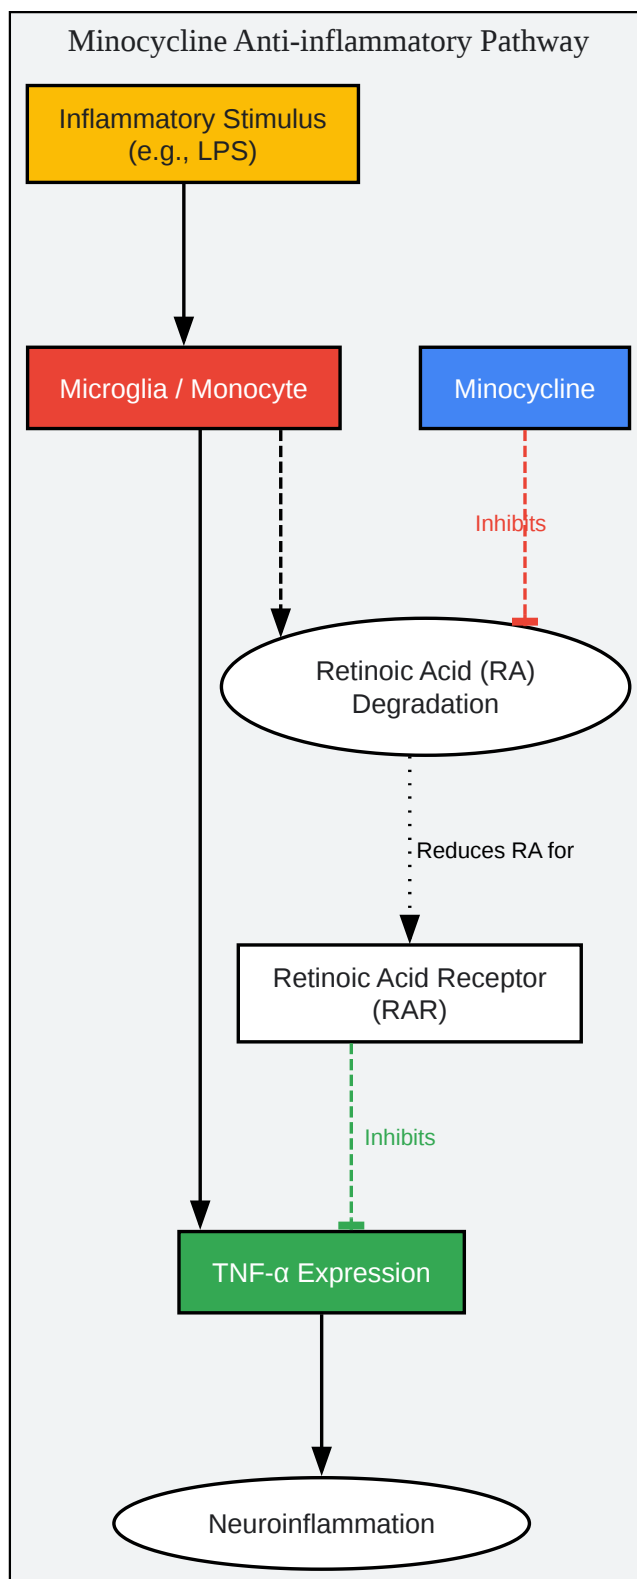 Minocycline Anti-inflammatory Pathway
Inflammatory Stimulus
(e.g., LPS)
Microglia / Monocyte
Minocycline
Inhibits
Retinoic Acid (RA)
Degradation
Reduces RA for
Retinoic Acid Receptor
(RAR)
Inhibits
TNF-α Expression
Neuroinflammation